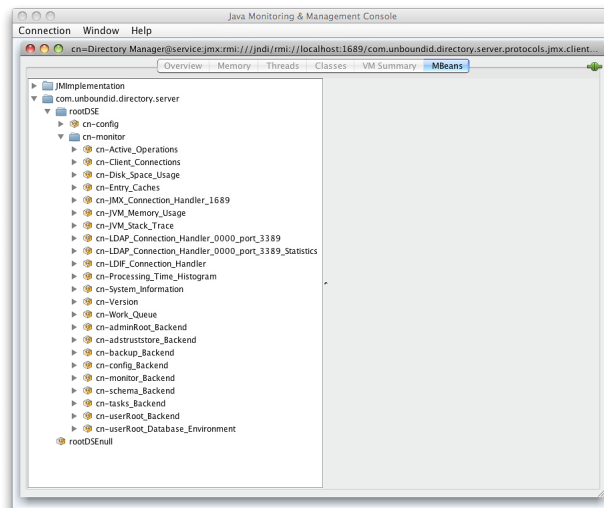 Java Monitoring & Management Console
Connection Window Help
cn=Directory Manager@service:jmx:rmi:///jndi/rmi://localhost:1689/com.unboundid.directory.server.protocols.jmx.client...
Overview Memory Threads Classes VM Summary MBeans
JMImplementation
com.unboundid.directory.server
rootDSE
cn-config
cn-monitor
cn-Active_Operations
cn-Client_Connections
cn-Disk_Space_Usage
cn-Entry_Caches
cn-JMX_Connection_Handler_1689
cn-JVM_Memory_Usage
cn-JVM_Stack_Trace
cn-LDAP_Connection_Handler_0000_port_3389
cn-LDAP_Connection_Handler_0000_port_3389_Statistics
cn-LDIF_Connection_Handler
cn-Processing_Time_Histogram
cn-System_Information
cn-Version
cn-Work_Queue
cn-adminRoot_Backend
cn-adstruststore_Backend
cn-backup_Backend
cn-config_Backend
cn-monitor_Backend
cn-schema_Backend
cn-tasks_Backend
cn-userRoot_Backend
cn-userRoot_Database_Environment
rootDSEnull